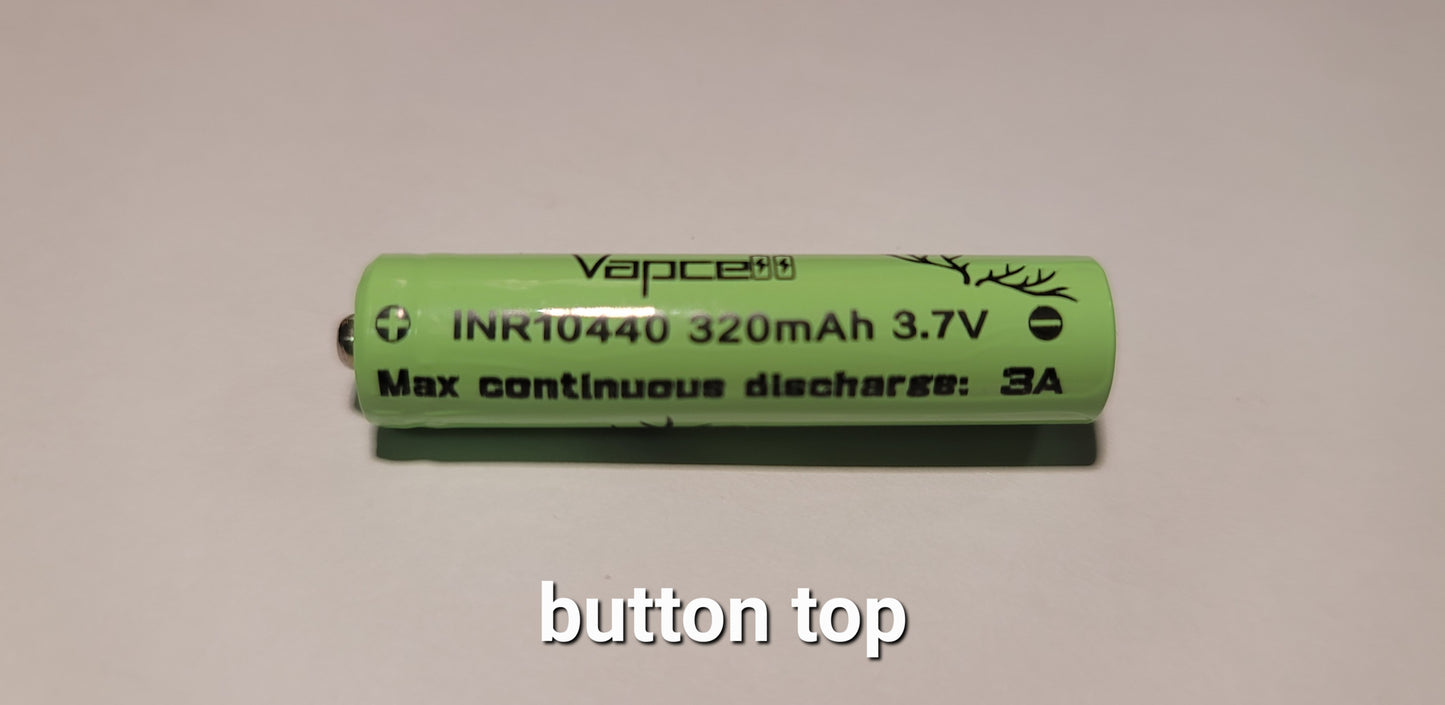 Vapcell
INR10440 320mAh 3.7V
Max continuous discharge: 3A
button top